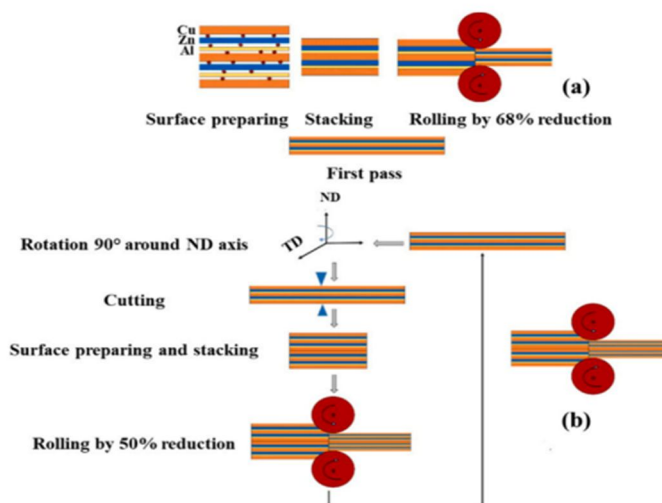 Cu
Zn
Al
(a)
Surface preparing Stacking Rolling by 68% reduction
First pass
ND
Rotation 90° around ND axis
TD
Cutting
Surface preparing and stacking
Rolling by 50% reduction
(b)